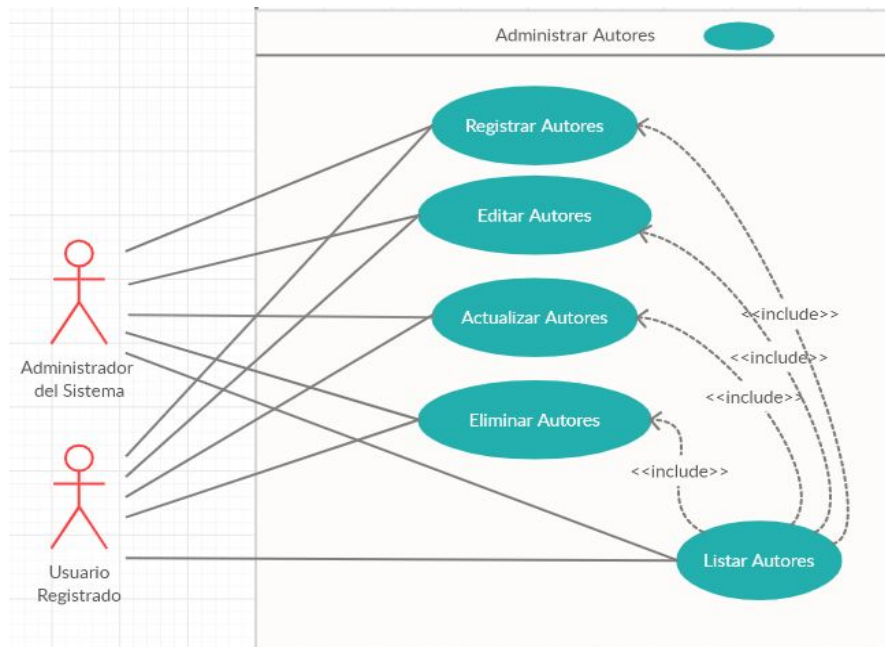 Administrar Autores
Registrar Autores
Editar Autores
Actualizar Autores
Eliminar Autores
Listar Autores
<<include>>
<<include>>
<<include>>
<<include>>
Administrador
del Sistema
Usuario
Registrado